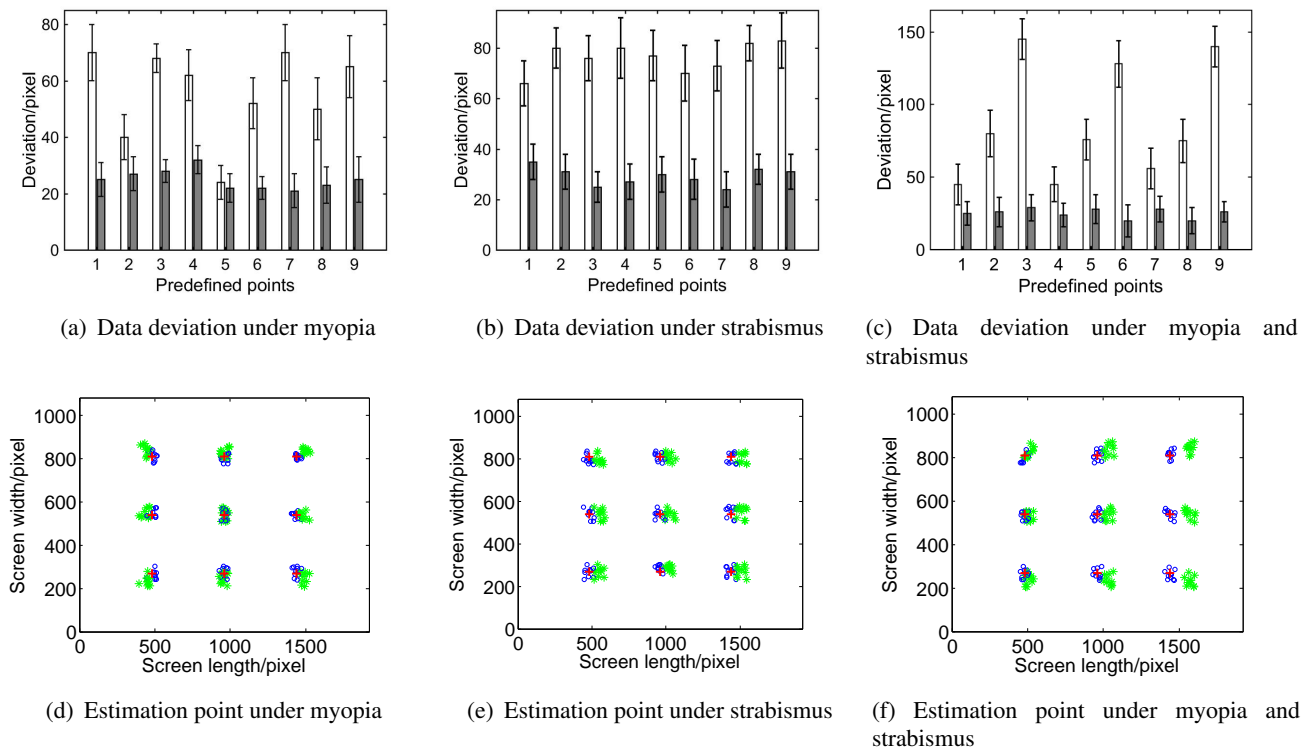 80
60
40
20
0
Deviation/pixel
1 2 3 4 5 6 7 8 9
Predefined points
(a) Data deviation under myopia
80
60
40
20
0
Deviation/pixel
1 2 3 4 5 6 7 8 9
Predefined points
(b) Data deviation under strabismus
150
100
50
0
Deviation/pixel
1 2 3 4 5 6 7 8 9
Predefined points
(c) Data deviation under myopia and
strabismus
1000
800
600
400
200
0
Screen width/pixel
0 500 1000 1500
Screen length/pixel
(d) Estimation point under myopia
1000
800
600
400
200
0
Screen width/pixel
0 500 1000 1500
Screen length/pixel
(e) Estimation point under strabismus
1000
800
600
400
200
0
Screen width/pixel
0 500 1000 1500
Screen length/pixel
(f) Estimation point under myopia and
strabismus